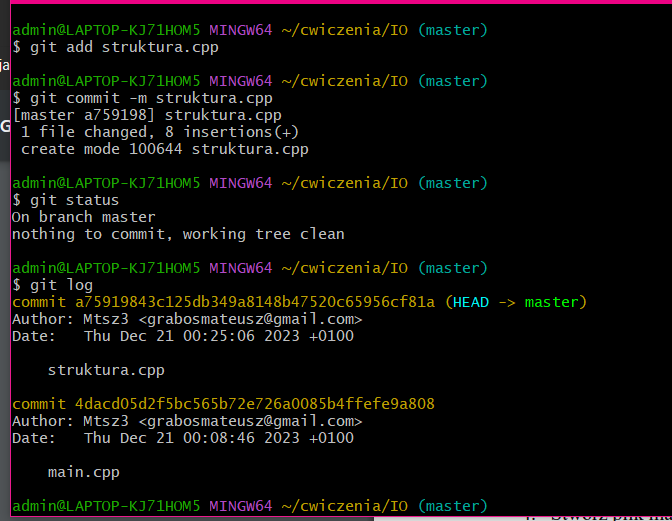 admin@LAPTOP-KJ71HOM5 MINGW64 ~/cwiczenia/IO (master)
$ git add struktura.cpp
ja
admin@LAPTOP-KJ71HOM5 MINGW64 ~/cwiczenia/IO (master)
$ git commit -m struktura.cpp
[master a759198] struktura.cpp
G
 1 file changed, 8 insertions(+)
 create mode 100644 struktura.cpp

admin@LAPTOP-KJ71HOM5 MINGW64 ~/cwiczenia/IO (master)
$ git status
On branch master
nothing to commit, working tree clean

admin@LAPTOP-KJ71HOM5 MINGW64 ~/cwiczenia/IO (master)
$ git log
commit a75919843c125db349a8148b47520c65956cf81a (HEAD -> master)
Author: Mtsz3 <grabosmateusz@gmail.com>
Date:   Thu Dec 21 00:25:06 2023 +0100

    struktura.cpp

commit 4dacd05d2f5bc565b72e726a0085b4ffefe9a808
Author: Mtsz3 <grabosmateusz@gmail.com>
Date:   Thu Dec 21 00:08:46 2023 +0100

    main.cpp

admin@LAPTOP-KJ71HOM5 MINGW64 ~/cwiczenia/IO (master)